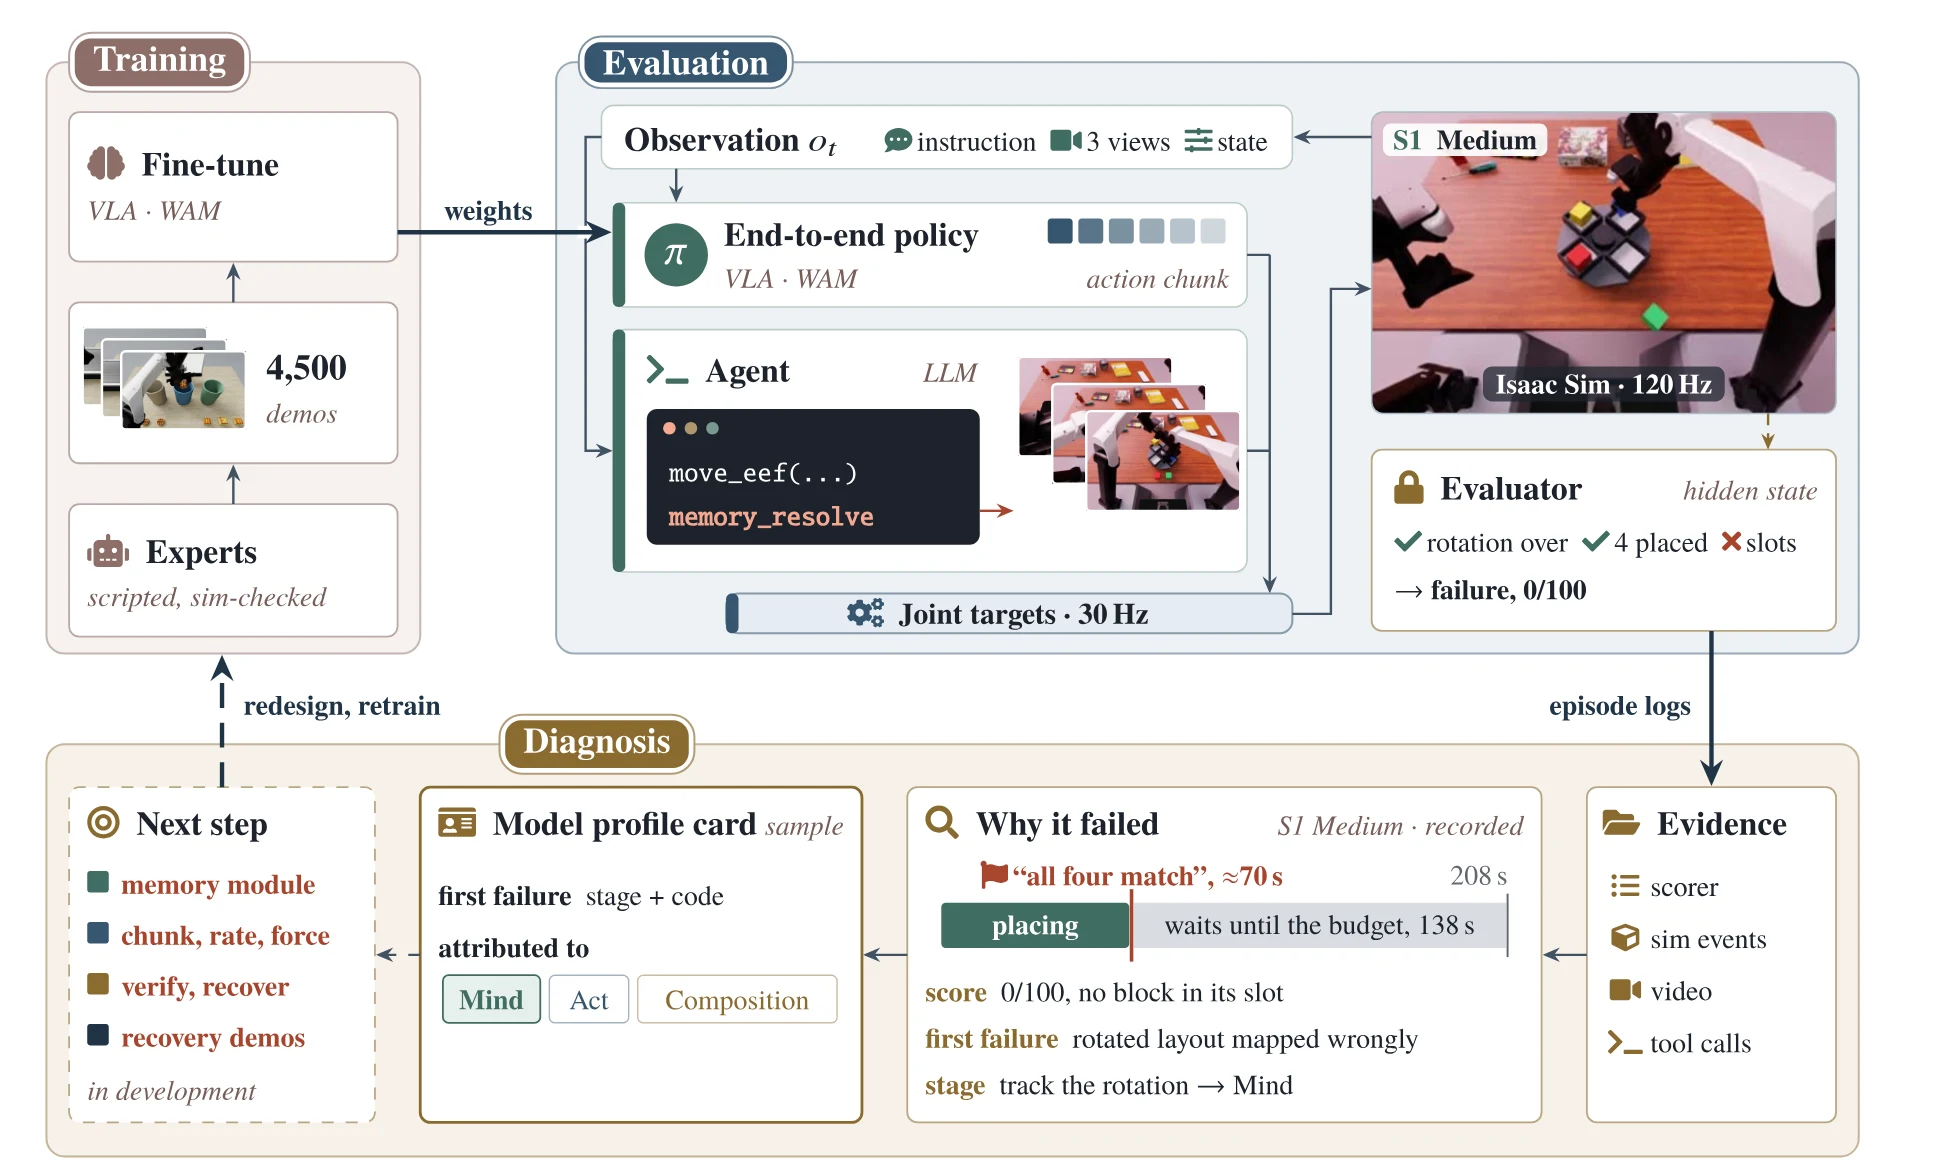 Training
Fine-tune
VLA · WAM
4,500
demos
Experts
scripted, sim-checked
weights
Evaluation
Observation oₜ instruction 3 views state
π End-to-end policy
VLA · WAM
action chunk
Agent LLM
move_eef(...)
memory_resolve
Joint targets · 30 Hz
S1 Medium
Isaac Sim · 120 Hz
Evaluator hidden state
rotation over 4 placed slots
→ failure, 0/100
redesign, retrain
episode logs
Diagnosis
Next step
memory module
chunk, rate, force
verify, recover
recovery demos
in development
Model profile card sample
first failure stage + code
attributed to
Mind Act Composition
Why it failed S1 Medium · recorded
“all four match”, ≈70 s 208 s
placing waits until the budget, 138 s
score 0/100, no block in its slot
first failure rotated layout mapped wrongly
stage track the rotation → Mind
Evidence
scorer
sim events
video
tool calls